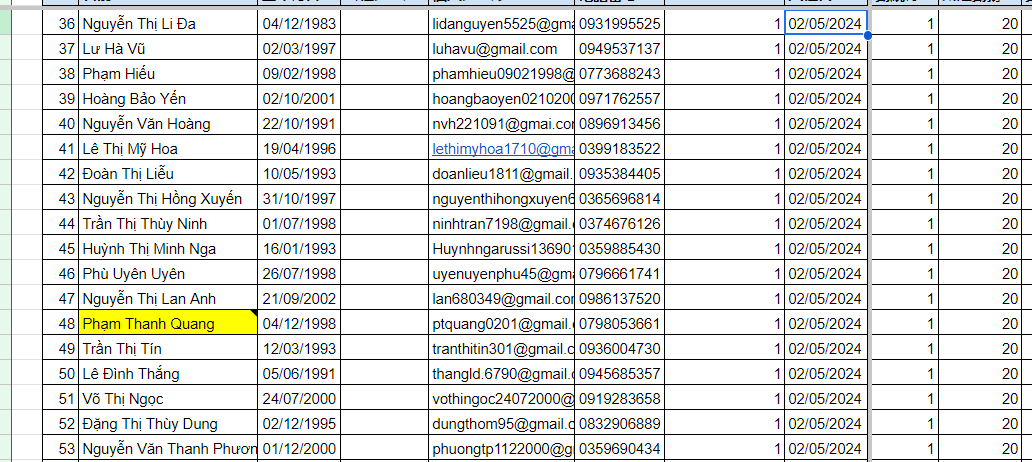 36 Nguyễn Thị Li Đa 04/12/1983 lidanguyen5525@gma 0931995525 1 02/05/2024 1 20
37 Lư Hà Vũ 02/03/1997 luhavu@gmail.com 0949537137 1 02/05/2024 1 20
38 Phạm Hiếu 09/02/1998 phamhieu09021998@ 0773688243 1 02/05/2024 1 20
39 Hoàng Bảo Yến 02/10/2001 hoangbaoyen0210200 0971762557 1 02/05/2024 1 20
40 Nguyễn Văn Hoàng 22/10/1991 nvh221091@gmai.con 0896913456 1 02/05/2024 1 20
41 Lê Thị Mỹ Hoa 19/04/1996 lethimyhoa1710@gma 0399183522 1 02/05/2024 1 20
42 Đoàn Thị Liễu 10/05/1993 doanlieu1811@gmail. 0935384405 1 02/05/2024 1 20
43 Nguyễn Thị Hồng Xuyến 31/10/1997 nguyenthihongxuyen6 0365696814 1 02/05/2024 1 20
44 Trần Thị Thùy Ninh 01/07/1998 ninhtran7198@gmail.c 0374676126 1 02/05/2024 1 20
45 Huỳnh Thị Minh Nga 16/01/1993 Huynhngarussi136901 0359885430 1 02/05/2024 1 20
46 Phù Uyên Uyên 26/07/1998 uyenuyenphu45@gma 0796661741 1 02/05/2024 1 20
47 Nguyễn Thị Lan Anh 21/09/2002 lan680349@gmail.com 0986137520 1 02/05/2024 1 20
48 Phạm Thanh Quang 04/12/1998 ptquang0201@gmail.c 0798053661 1 02/05/2024 1 20
49 Trần Thị Tín 12/03/1993 tranthitin301@gmail.c 0936004730 1 02/05/2024 1 20
50 Lê Đình Thắng 05/06/1991 thangld.6790@gmail.c 0945685357 1 02/05/2024 1 20
51 Võ Thị Ngọc 24/07/2000 vothingoc24072000@ 0919283658 1 02/05/2024 1 20
52 Đặng Thị Thùy Dung 02/12/1995 dungthom95@gmail.c 0832906889 1 02/05/2024 1 20
53 Nguyễn Văn Thanh Phươn 01/12/2000 phuongtp1122000@g 0359690434 1 02/05/2024 1 20